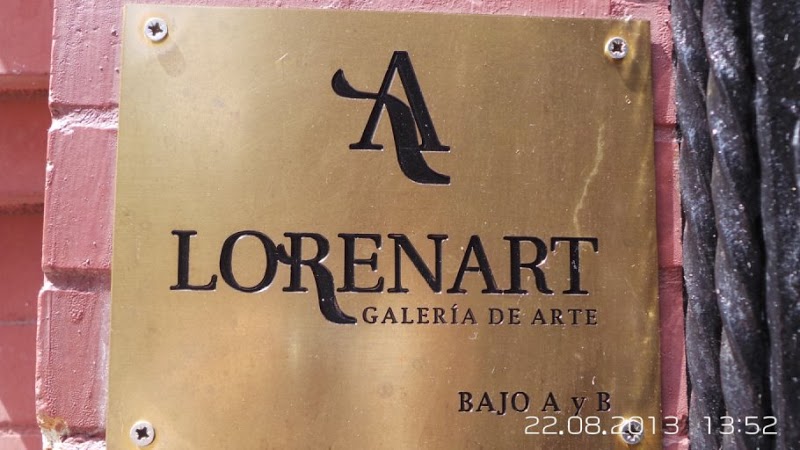 A
LORENART
GALERÍA DE ARTE
BAJO A y B
22.08.2013 13:52